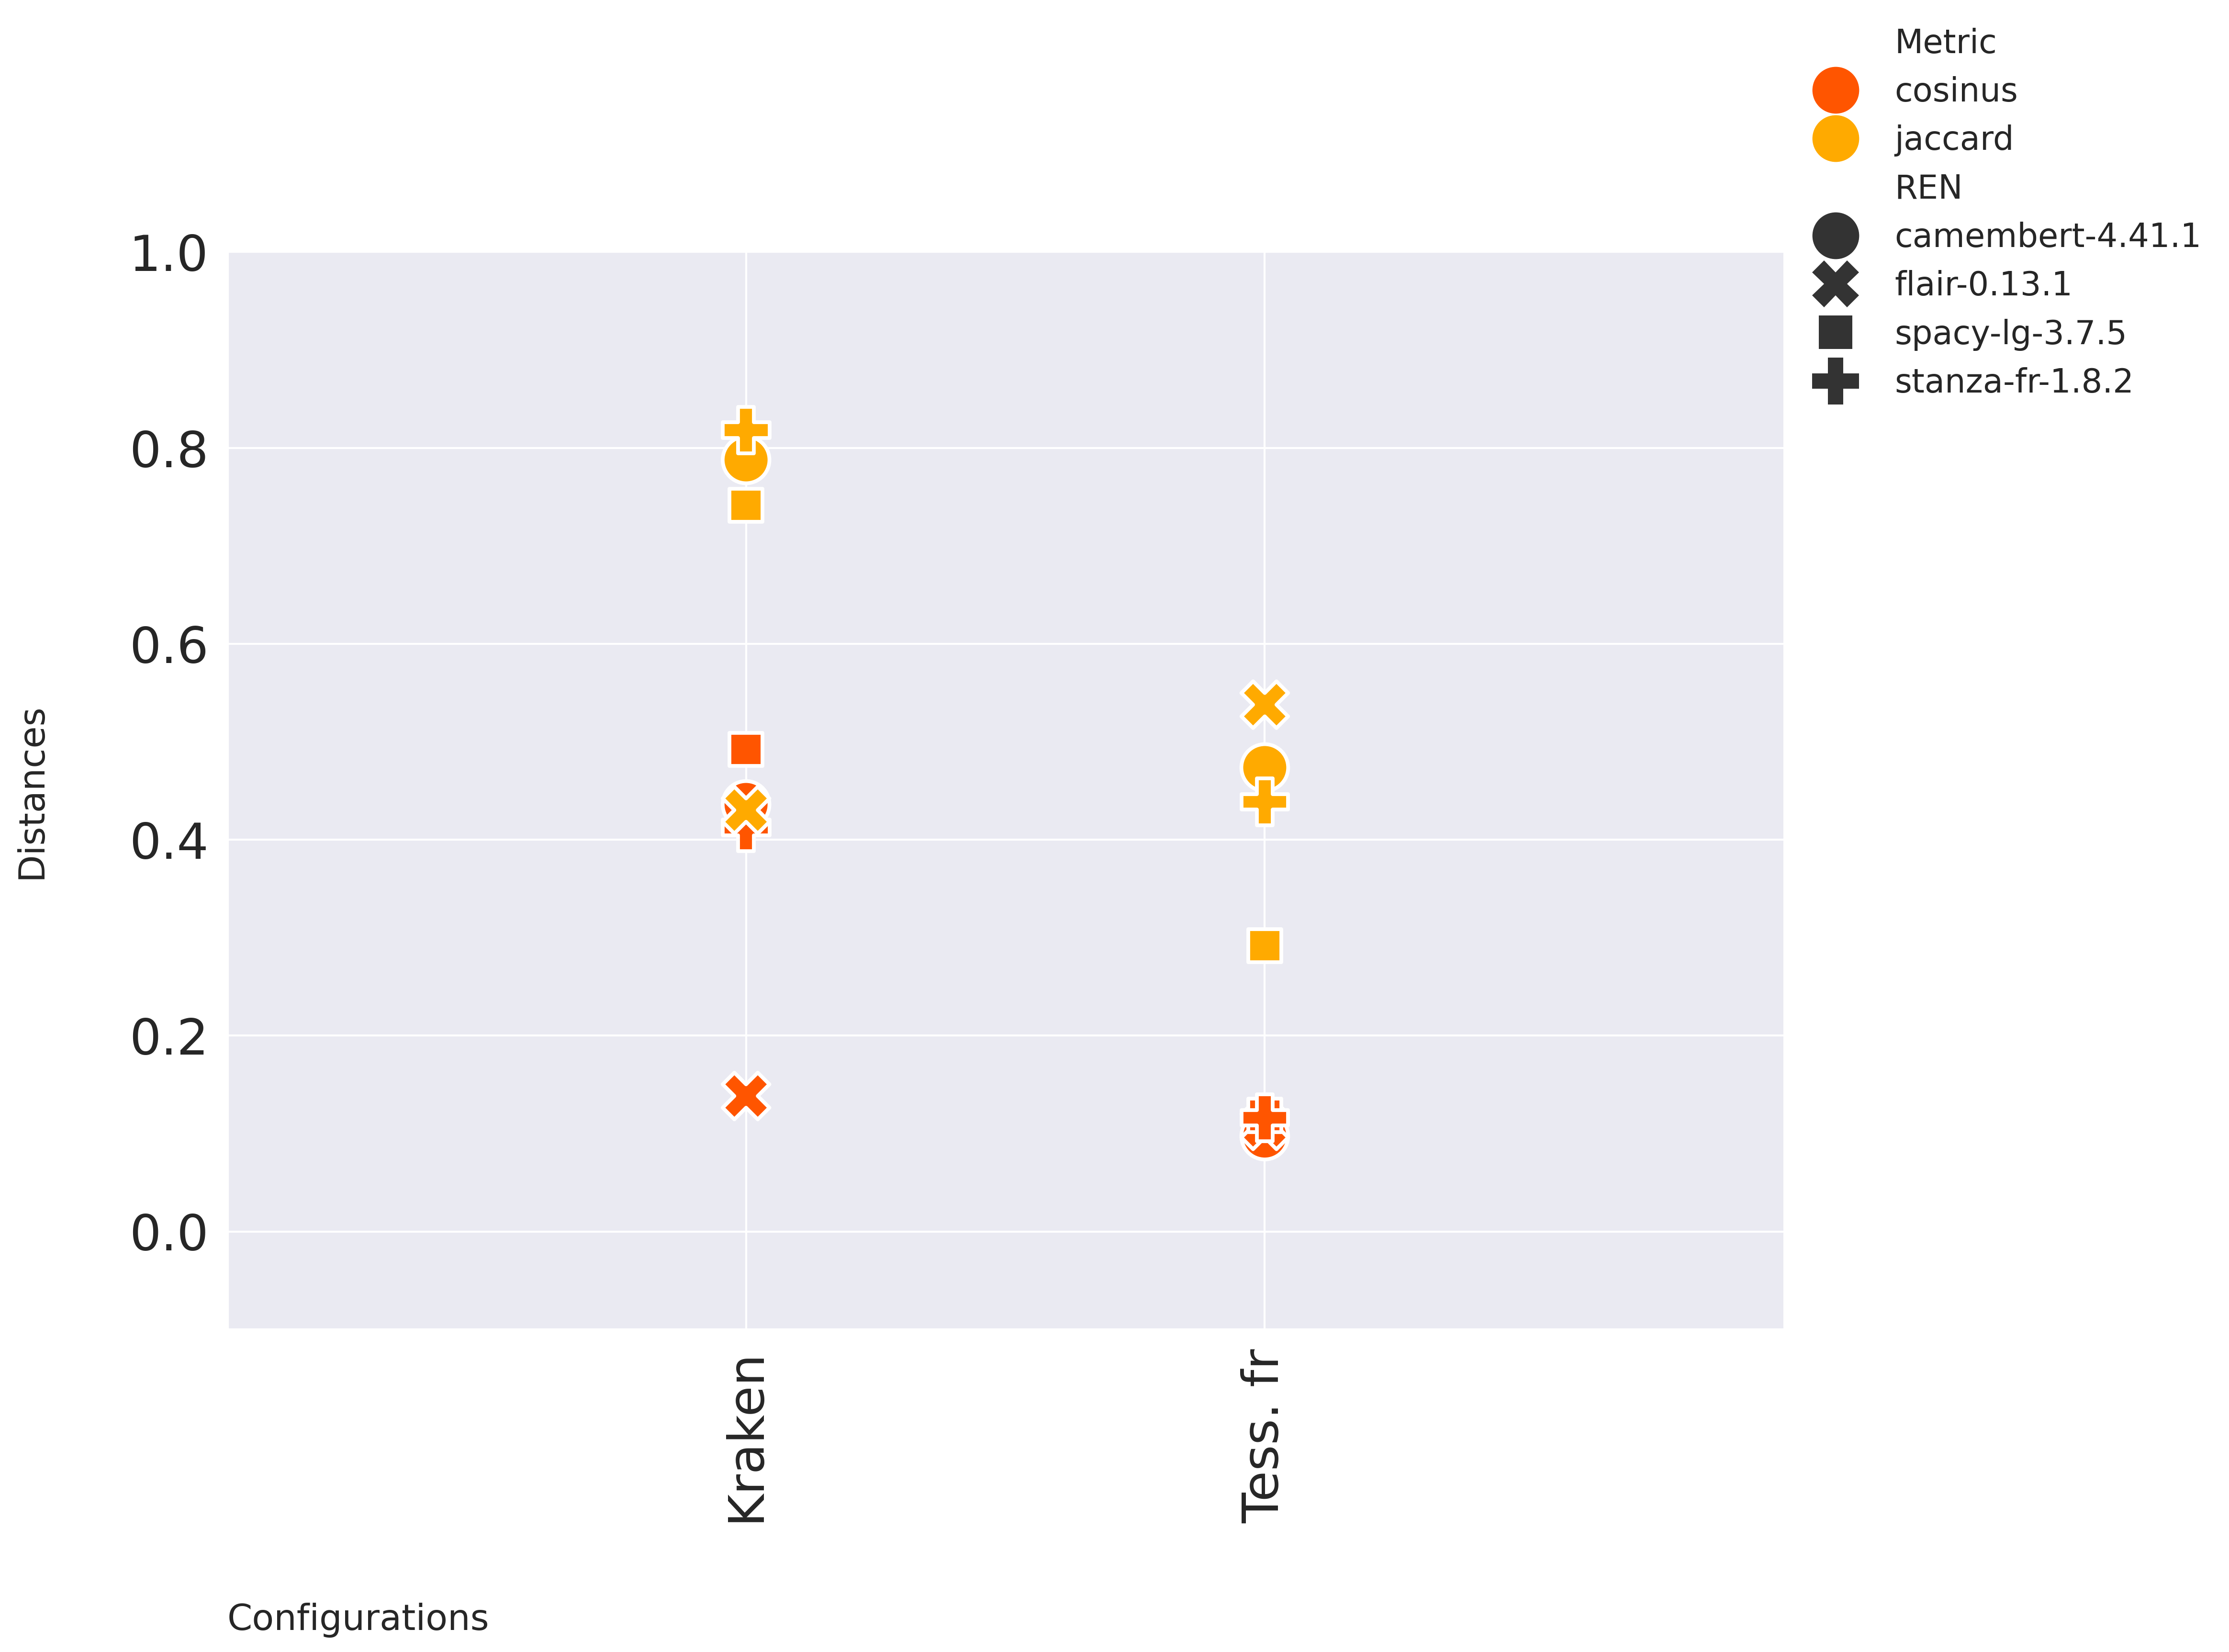 Metric
cosinus
jaccard
REN
camembert-4.41.1
flair-0.13.1
spacy-lg-3.7.5
stanza-fr-1.8.2
1.0
0.8
0.6
0.4
0.2
0.0
Distances
Kraken
Tess. fr
Configurations